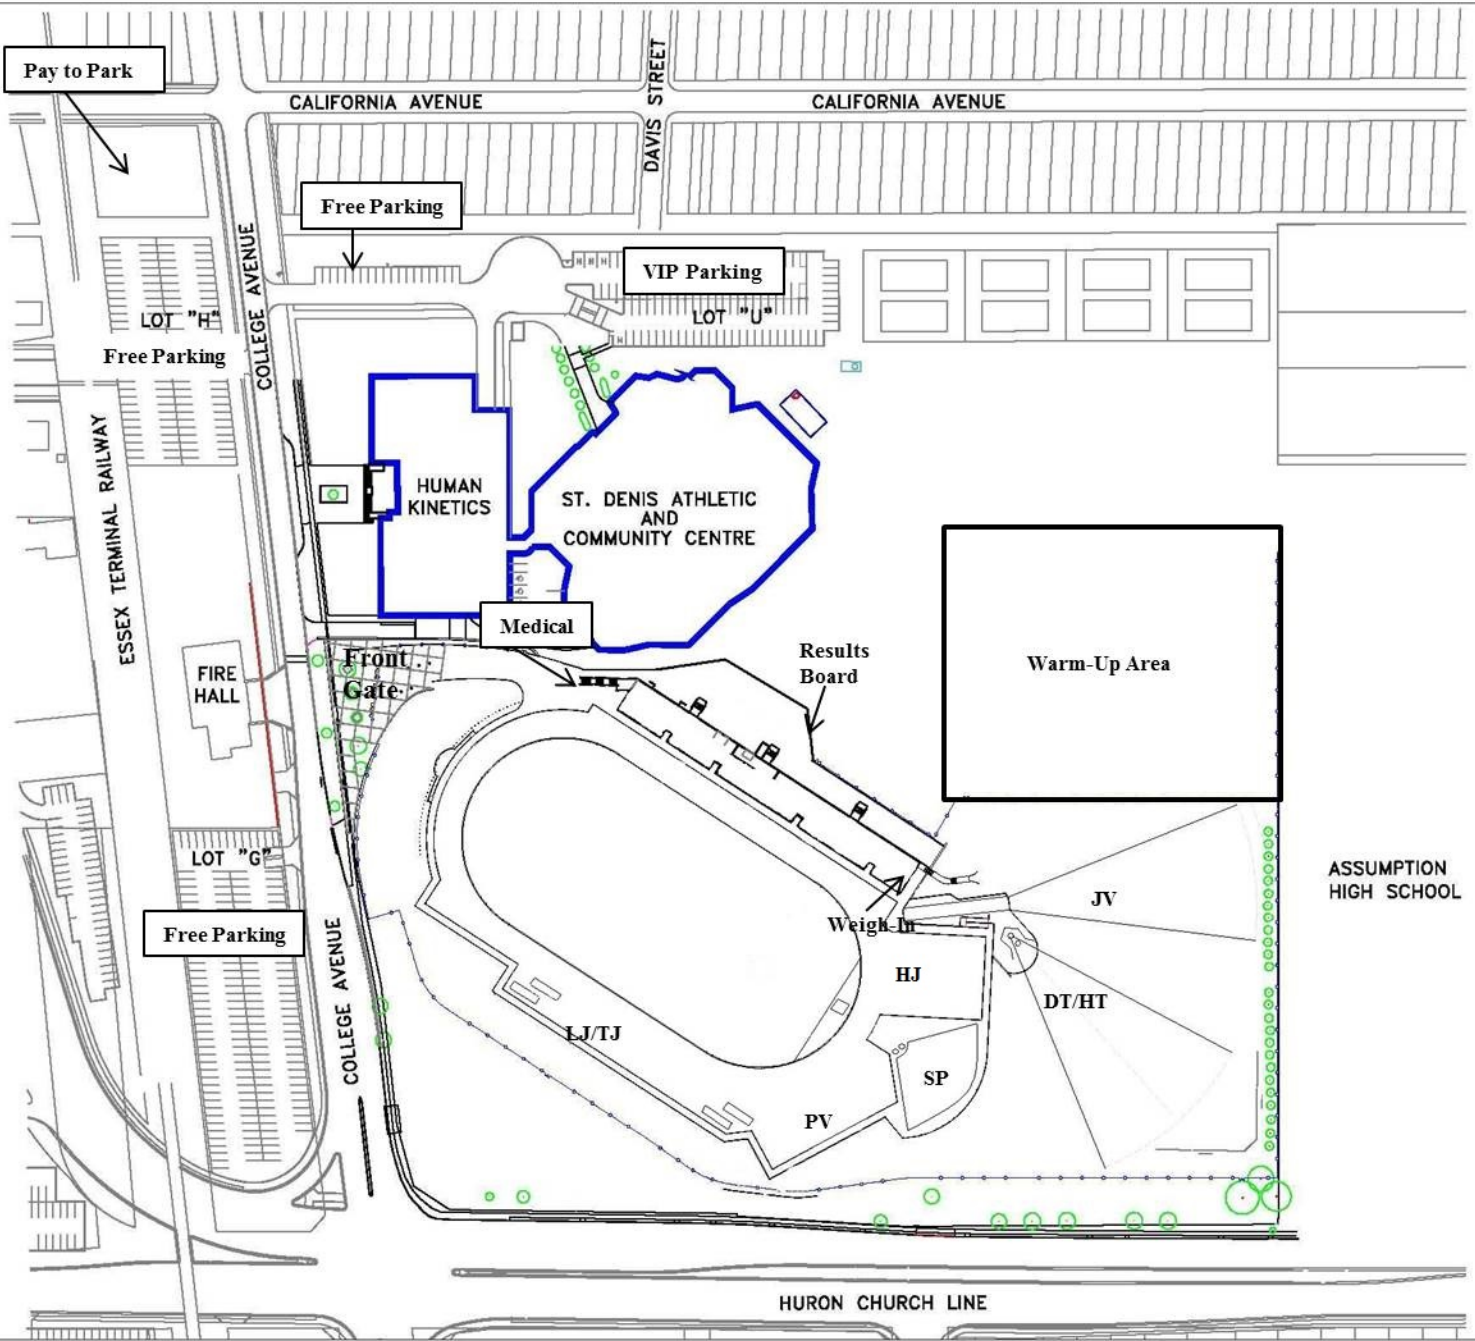 Pay to Park
CALIFORNIA AVENUE
DAVIS STREET
CALIFORNIA AVENUE
Free Parking
COLLEGE AVENUE
VIP Parking
LOT "H"
LOT "U"
Free Parking
ESSEX TERMINAL RAILWAY
HUMAN
KINETICS
ST. DENIS ATHLETIC
AND
COMMUNITY CENTRE
Medical
Front
Gate
Results
Board
Warm-Up Area
FIRE
HALL
LOT "G"
ASSUMPTION
HIGH SCHOOL
JV
Free Parking
Weigh-In
COLLEGE AVENUE
HJ
DT/HT
LJ/TJ
SP
PV
HURON CHURCH LINE